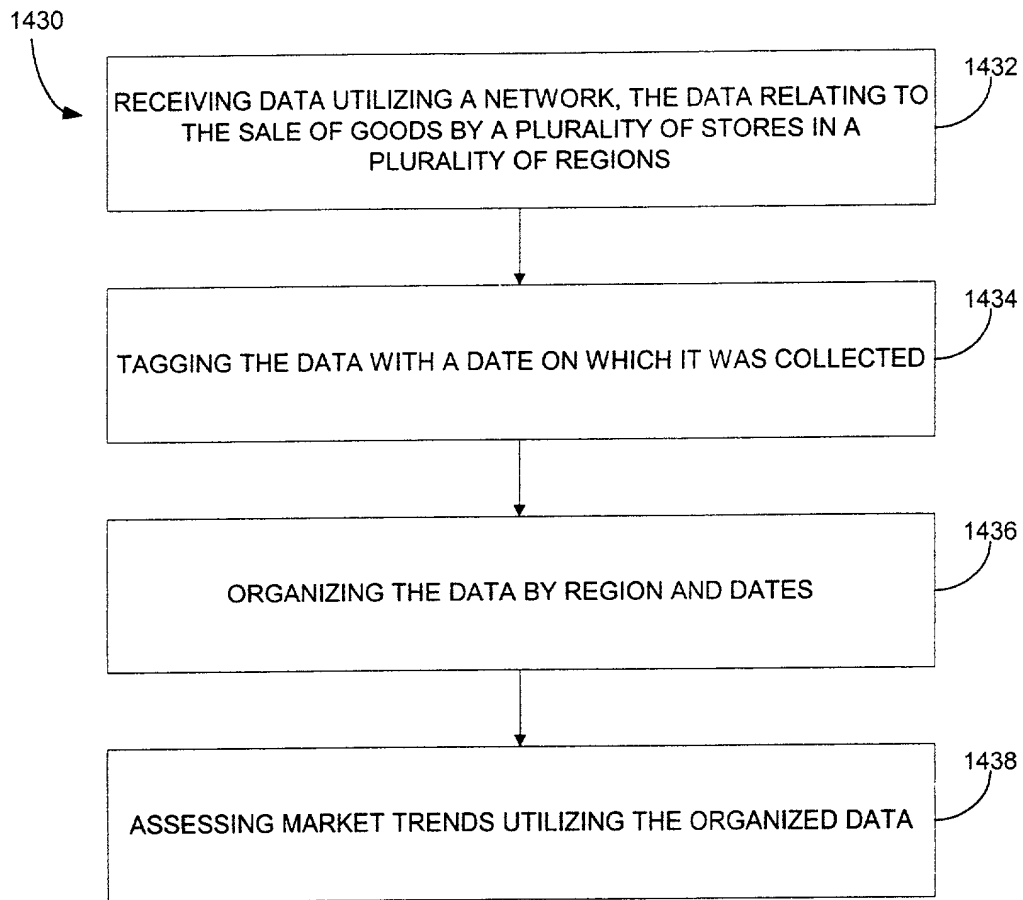 1430
1432
RECEIVING DATA UTILIZING A NETWORK, THE DATA RELATING TO
THE SALE OF GOODS BY A PLURALITY OF STORES IN A
PLURALITY OF REGIONS
1434
TAGGING THE DATA WITH A DATE ON WHICH IT WAS COLLECTED
1436
ORGANIZING THE DATA BY REGION AND DATES
1438
ASSESSING MARKET TRENDS UTILIZING THE ORGANIZED DATA